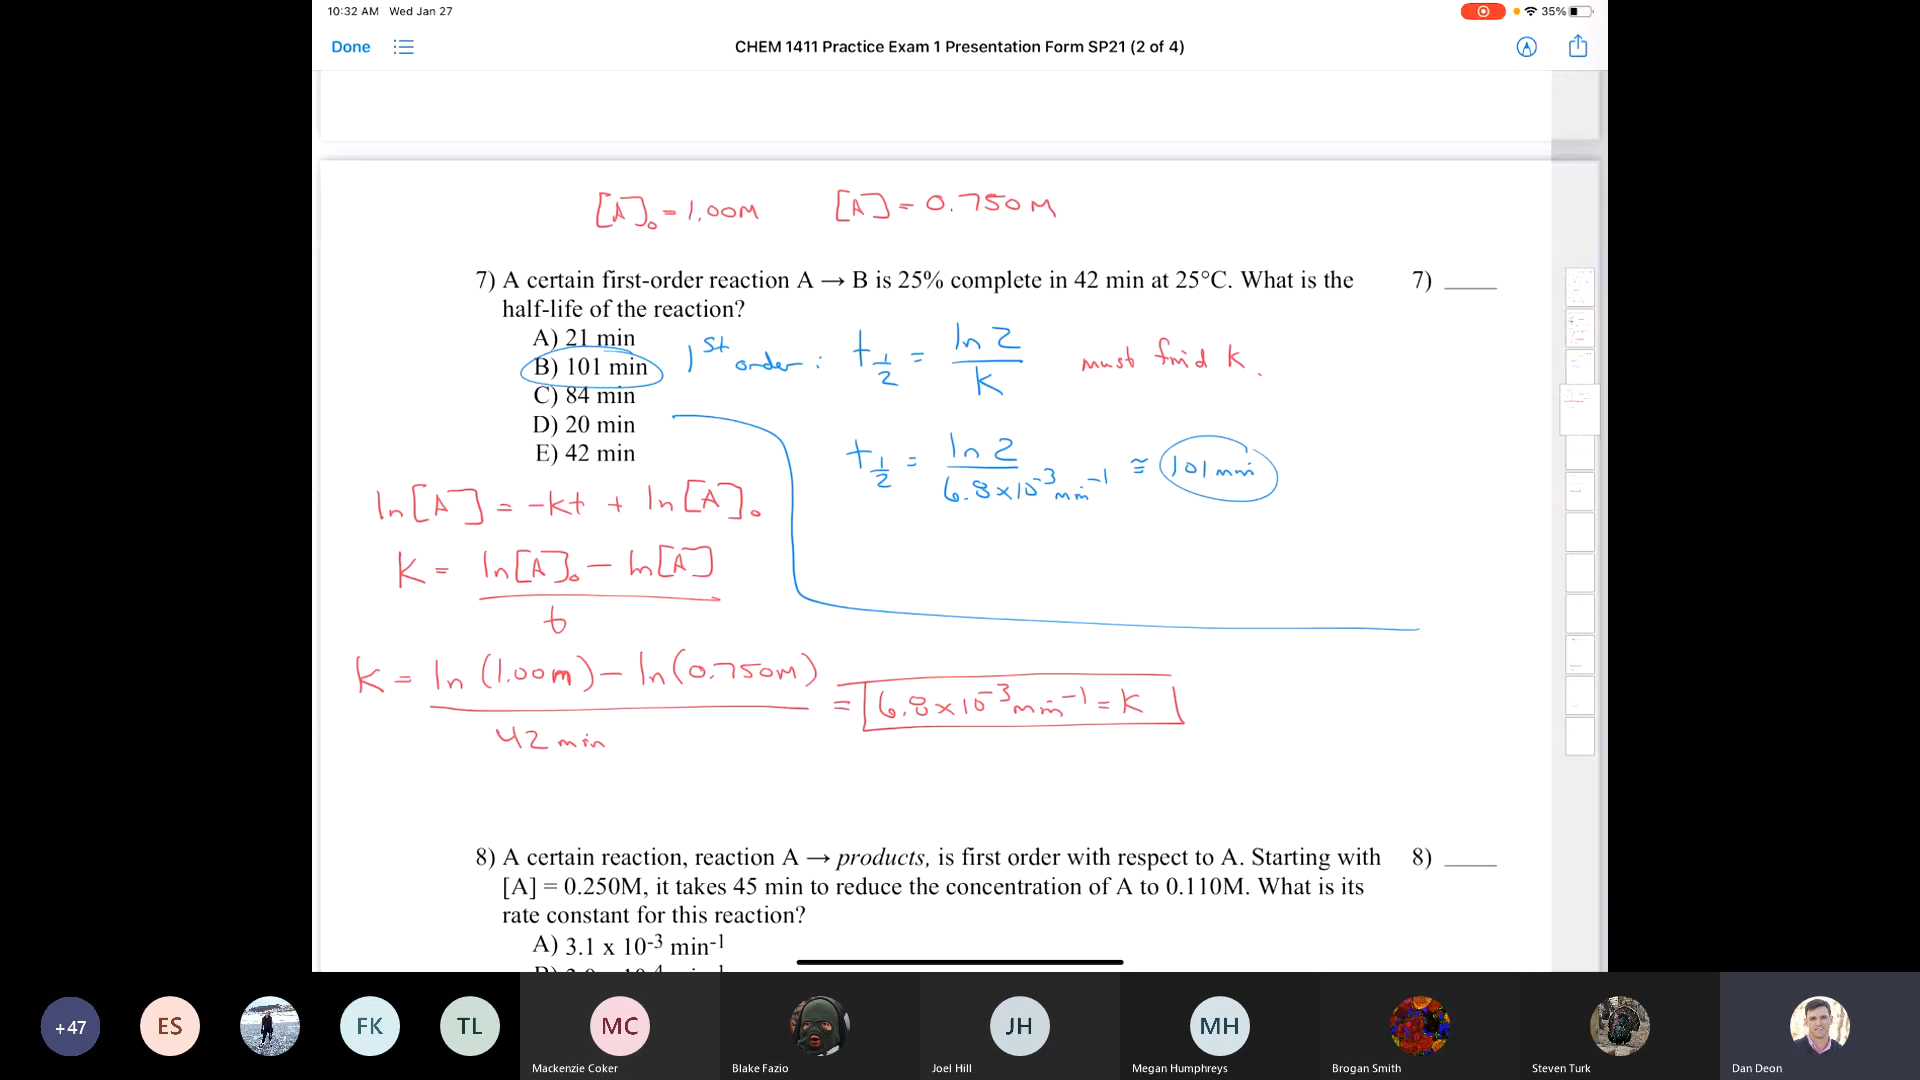 10:32 AM Wed Jan 27
35%
Done
CHEM 1411 Practice Exam 1 Presentation Form SP21 (2 of 4)
[A]₀ = 1.00M [A] = 0.750M
7) A certain first-order reaction A → B is 25% complete in 42 min at 25°C. What is the 7) ____
half-life of the reaction?
A) 21 min
B) 101 min
C) 84 min
D) 20 min
E) 42 min
1st order: t1/2 = ln 2 / k must find k.
t1/2 = ln 2 / 6.8x10⁻³ min⁻¹ ≅ 101 min
ln[A] = -kt + ln[A]₀
K = ln[A]₀ - ln[A] / t
K = ln (1.00M) - ln(0.750M) / 42 min = 6.8x10⁻³ min⁻¹ = K
8) A certain reaction, reaction A → products, is first order with respect to A. Starting with 8) ____
[A] = 0.250M, it takes 45 min to reduce the concentration of A to 0.110M. What is its
rate constant for this reaction?
A) 3.1 x 10-3 min-1
+47
ES
FK
TL
MC
JH
MH
Mackenzie Coker
Blake Fazio
Joel Hill
Megan Humphreys
Brogan Smith
Steven Turk
Dan Deon